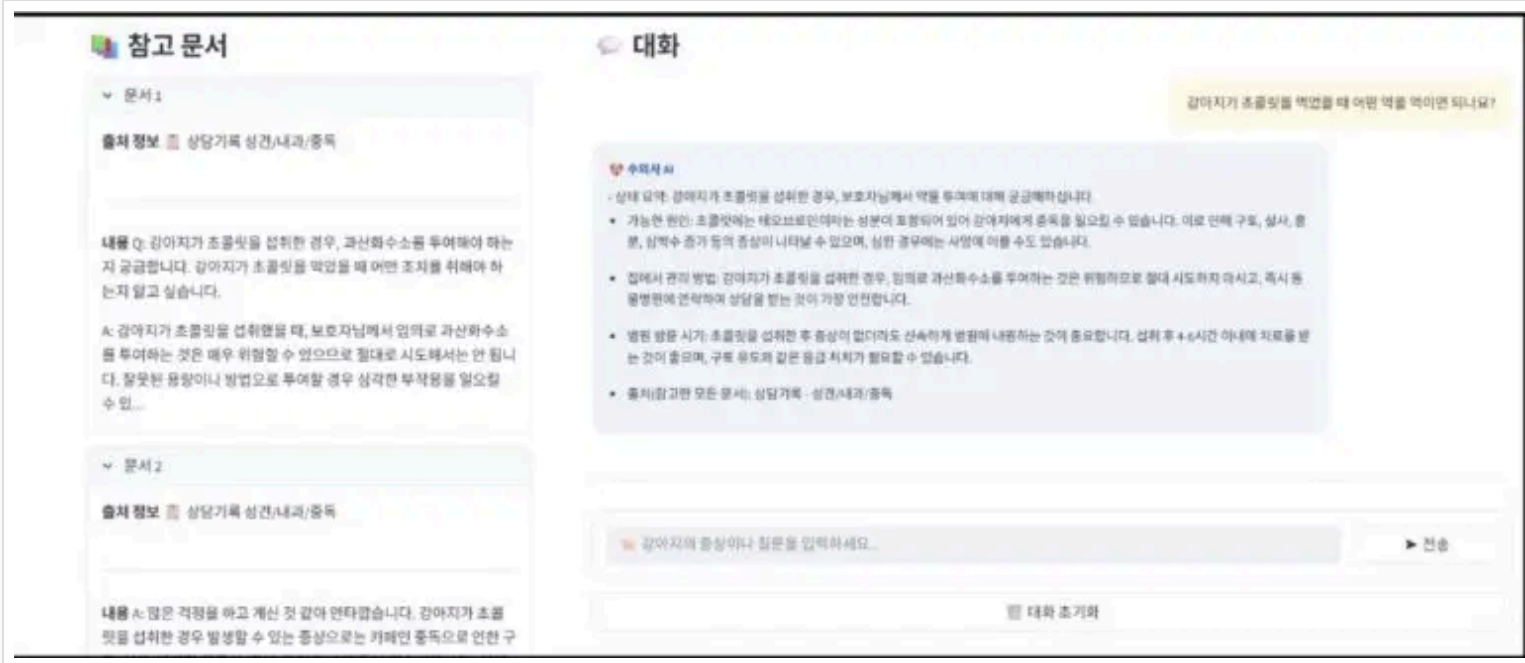 참고 문서
문서 1
출처 정보 상담기록 성견/내과/중독
내용 Q: 강아지가 초콜릿을 섭취한 경우, 과산화수소를 투여해야 하는
지 궁금합니다. 강아지가 초콜릿을 먹었을 때 어떤 조치를 취해야 하
는지 알고 싶습니다.
A: 강아지가 초콜릿을 섭취했을 때, 보호자님께서 임의로 과산화수소
를 투여하는 것은 매우 위험할 수 있으므로 절대로 시도해서는 안 됩니
다. 잘못된 용량이나 방법으로 투여할 경우 심각한 부작용을 일으킬
수 있...
문서 2
출처 정보 상담기록 성견/내과/중독
내용 A: 많은 걱정을 하고 계신 것 같아 안타깝습니다. 강아지가 초콜
릿을 섭취한 경우 발생할 수 있는 증상으로는 카페인 중독으로 인한 구
대화
강아지가 초콜릿을 먹었을 때 어떤 약을 먹이면 되나요?
수의사 AI
- 상태 요약: 강아지가 초콜릿을 섭취한 경우, 보호자님께서 약물 투여에 대해 궁금해하십니다.
• 가능한 원인: 초콜릿에는 테오브로민이라는 성분이 포함되어 있어 강아지에게 중독을 일으킬 수 있습니다. 이로 인해 구토, 설사, 흥
분, 심박수 증가 등의 증상이 나타날 수 있으며, 심한 경우에는 사망에 이를 수도 있습니다.
• 집에서 관리 방법: 강아지가 초콜릿을 섭취한 경우, 임의로 과산화수소를 투여하는 것은 위험하므로 절대 시도하지 마시고, 즉시 동
물병원에 연락하여 상담을 받는 것이 가장 안전합니다.
• 병원 방문 시기: 초콜릿을 섭취한 후 증상이 없더라도 신속하게 병원에 내원하는 것이 중요합니다. 섭취 후 4-6시간 이내에 치료를 받
는 것이 좋으며, 구토 유도와 같은 응급 처치가 필요할 수 있습니다.
• 출처(참고한 모든 문서): 상담기록 - 성견/내과/중독
강아지의 증상이나 질문을 입력하세요...
➤ 전송
대화 초기화